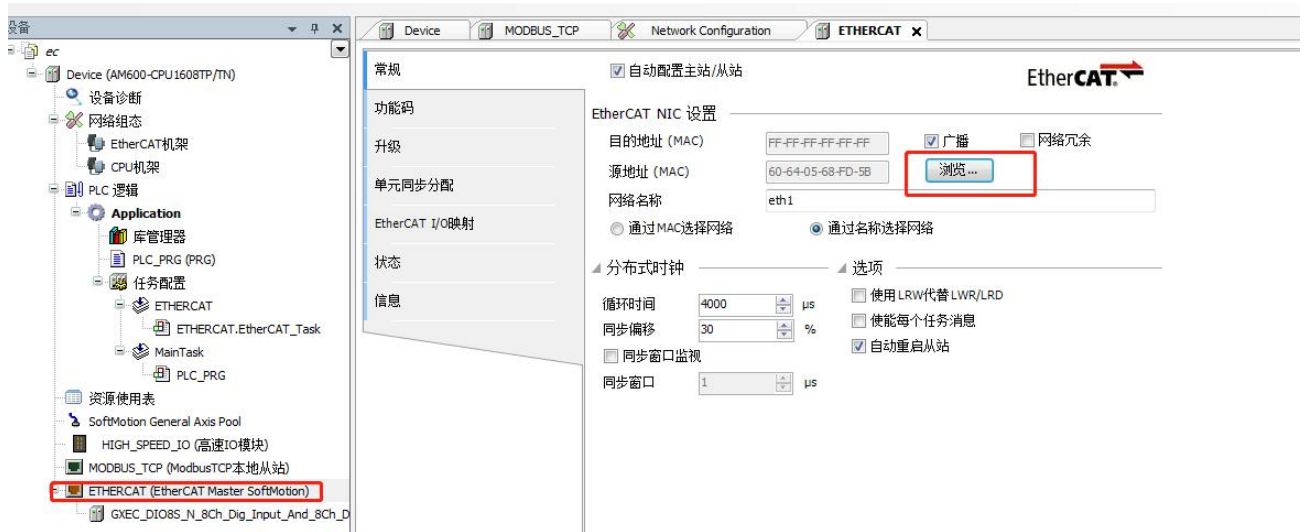 设备
ec
Device (AM600-CPU1608TP/TN)
设备诊断
网络组态
EtherCAT机架
CPU机架
PLC 逻辑
Application
库管理器
PLC_PRG (PRG)
任务配置
ETHERCAT
ETHERCAT.EtherCAT_Task
MainTask
PLC_PRG
资源使用表
SoftMotion General Axis Pool
HIGH_SPEED_IO (高速IO模块)
MODBUS_TCP (ModbusTCP本地从站)
ETHERCAT (EtherCAT Master SoftMotion)
GXEC_DIO8S_N_8Ch_Dig_Input_And_8Ch_D
Device MODBUS_TCP Network Configuration ETHERCAT
常规
功能码
升级
单元同步分配
EtherCAT I/O映射
状态
信息
自动配置主站/从站
EtherCAT
EtherCAT NIC 设置
目的地址 (MAC) FF-FF-FF-FF-FF-FF 广播 网络冗余
源地址 (MAC) 60-64-05-68-FD-5B 浏览...
网络名称 eth1
通过MAC选择网络 通过名称选择网络
分布式时钟 选项
循环时间 4000 µs 使用LRW代替LWR/LRD
同步偏移 30 % 使能每个任务消息
同步窗口监视 自动重启从站
同步窗口 1 µs